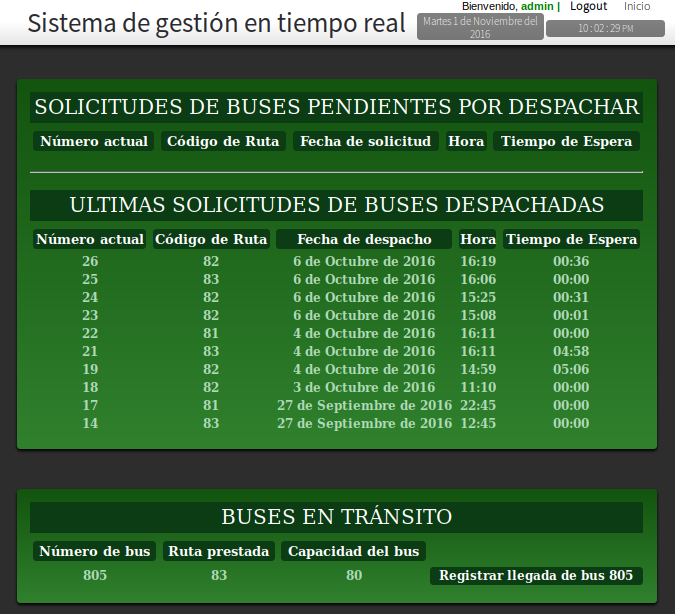 Sistema de gestión en tiempo real
Bienvenido, admin | Logout Inicio
Martes 1 de Noviembre del
2016
10 : 02 : 29 PM
SOLICITUDES DE BUSES PENDIENTES POR DESPACHAR
Número actual Código de Ruta Fecha de solicitud Hora Tiempo de Espera
ULTIMAS SOLICITUDES DE BUSES DESPACHADAS
Número actual Código de Ruta Fecha de despacho Hora Tiempo de Espera
26 82 6 de Octubre de 2016 16:19 00:36
25 83 6 de Octubre de 2016 16:06 00:00
24 82 6 de Octubre de 2016 15:25 00:31
23 82 6 de Octubre de 2016 15:08 00:01
22 81 4 de Octubre de 2016 16:11 00:00
21 83 4 de Octubre de 2016 16:11 04:58
19 82 4 de Octubre de 2016 14:59 05:06
18 82 3 de Octubre de 2016 11:10 00:00
17 81 27 de Septiembre de 2016 22:45 00:00
14 83 27 de Septiembre de 2016 12:45 00:00
BUSES EN TRÁNSITO
Número de bus Ruta prestada Capacidad del bus
805 83 80 Registrar llegada de bus 805